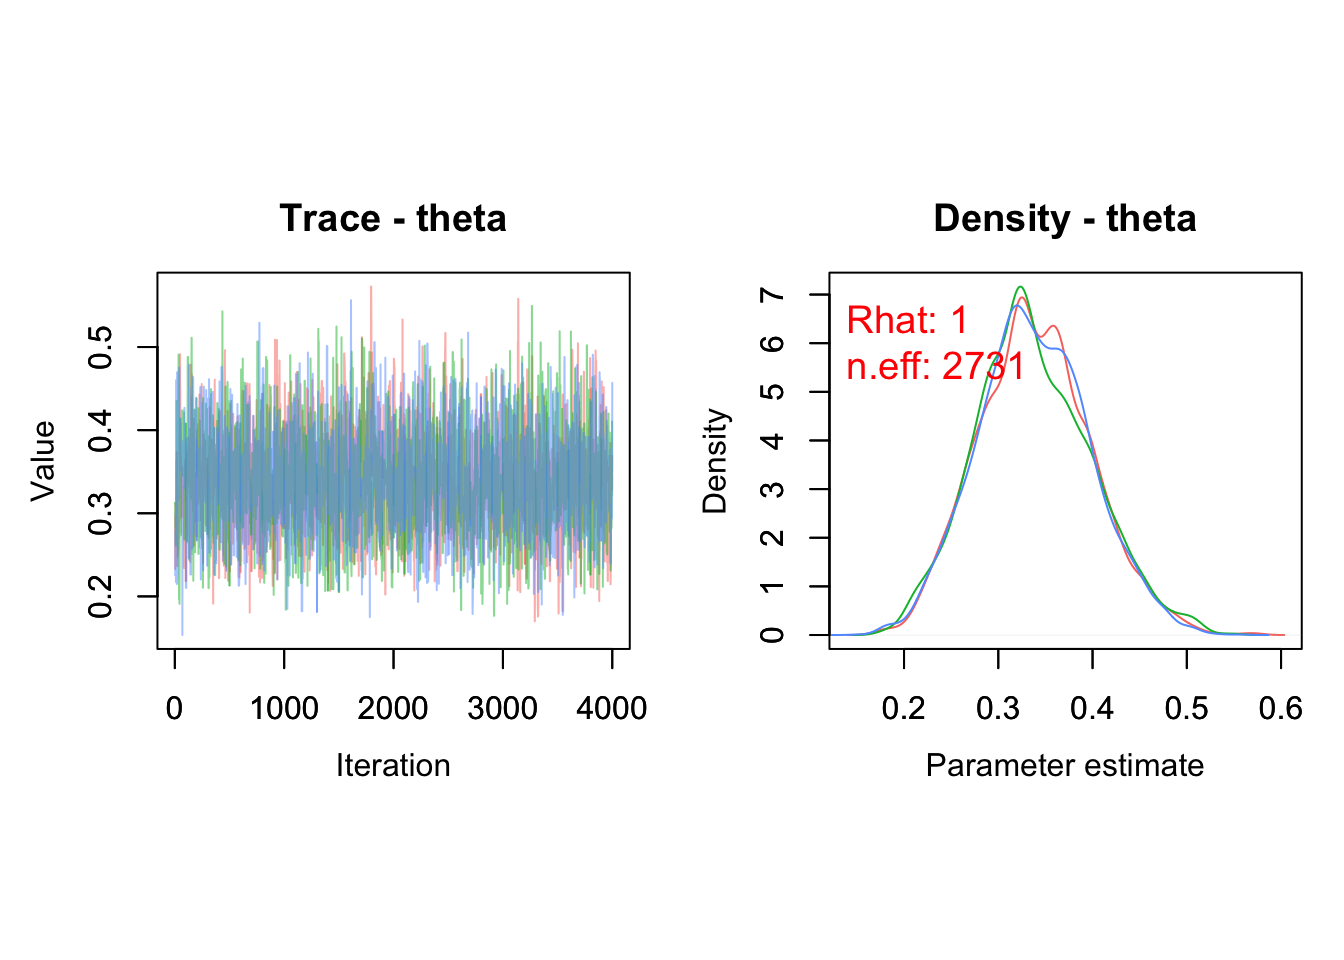 Trace - theta
Value
0.5
0.4
0.3
0.2
0
1000
2000
3000
4000
Iteration
Density - theta
Rhat: 1
n.eff: 2731
Density
7
6
5
4
3
2
1
0
0.2
0.3
0.4
0.5
0.6
Parameter estimate